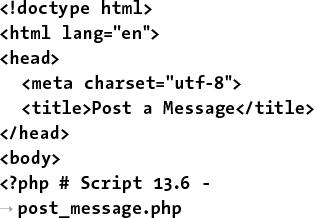 <!doctype html>
<html lang="en">
<head>
  <meta charset="utf-8">
  <title>Post a Message</title>
</head>
<body>
<?php # Script 13.6 -
→ post_message.php